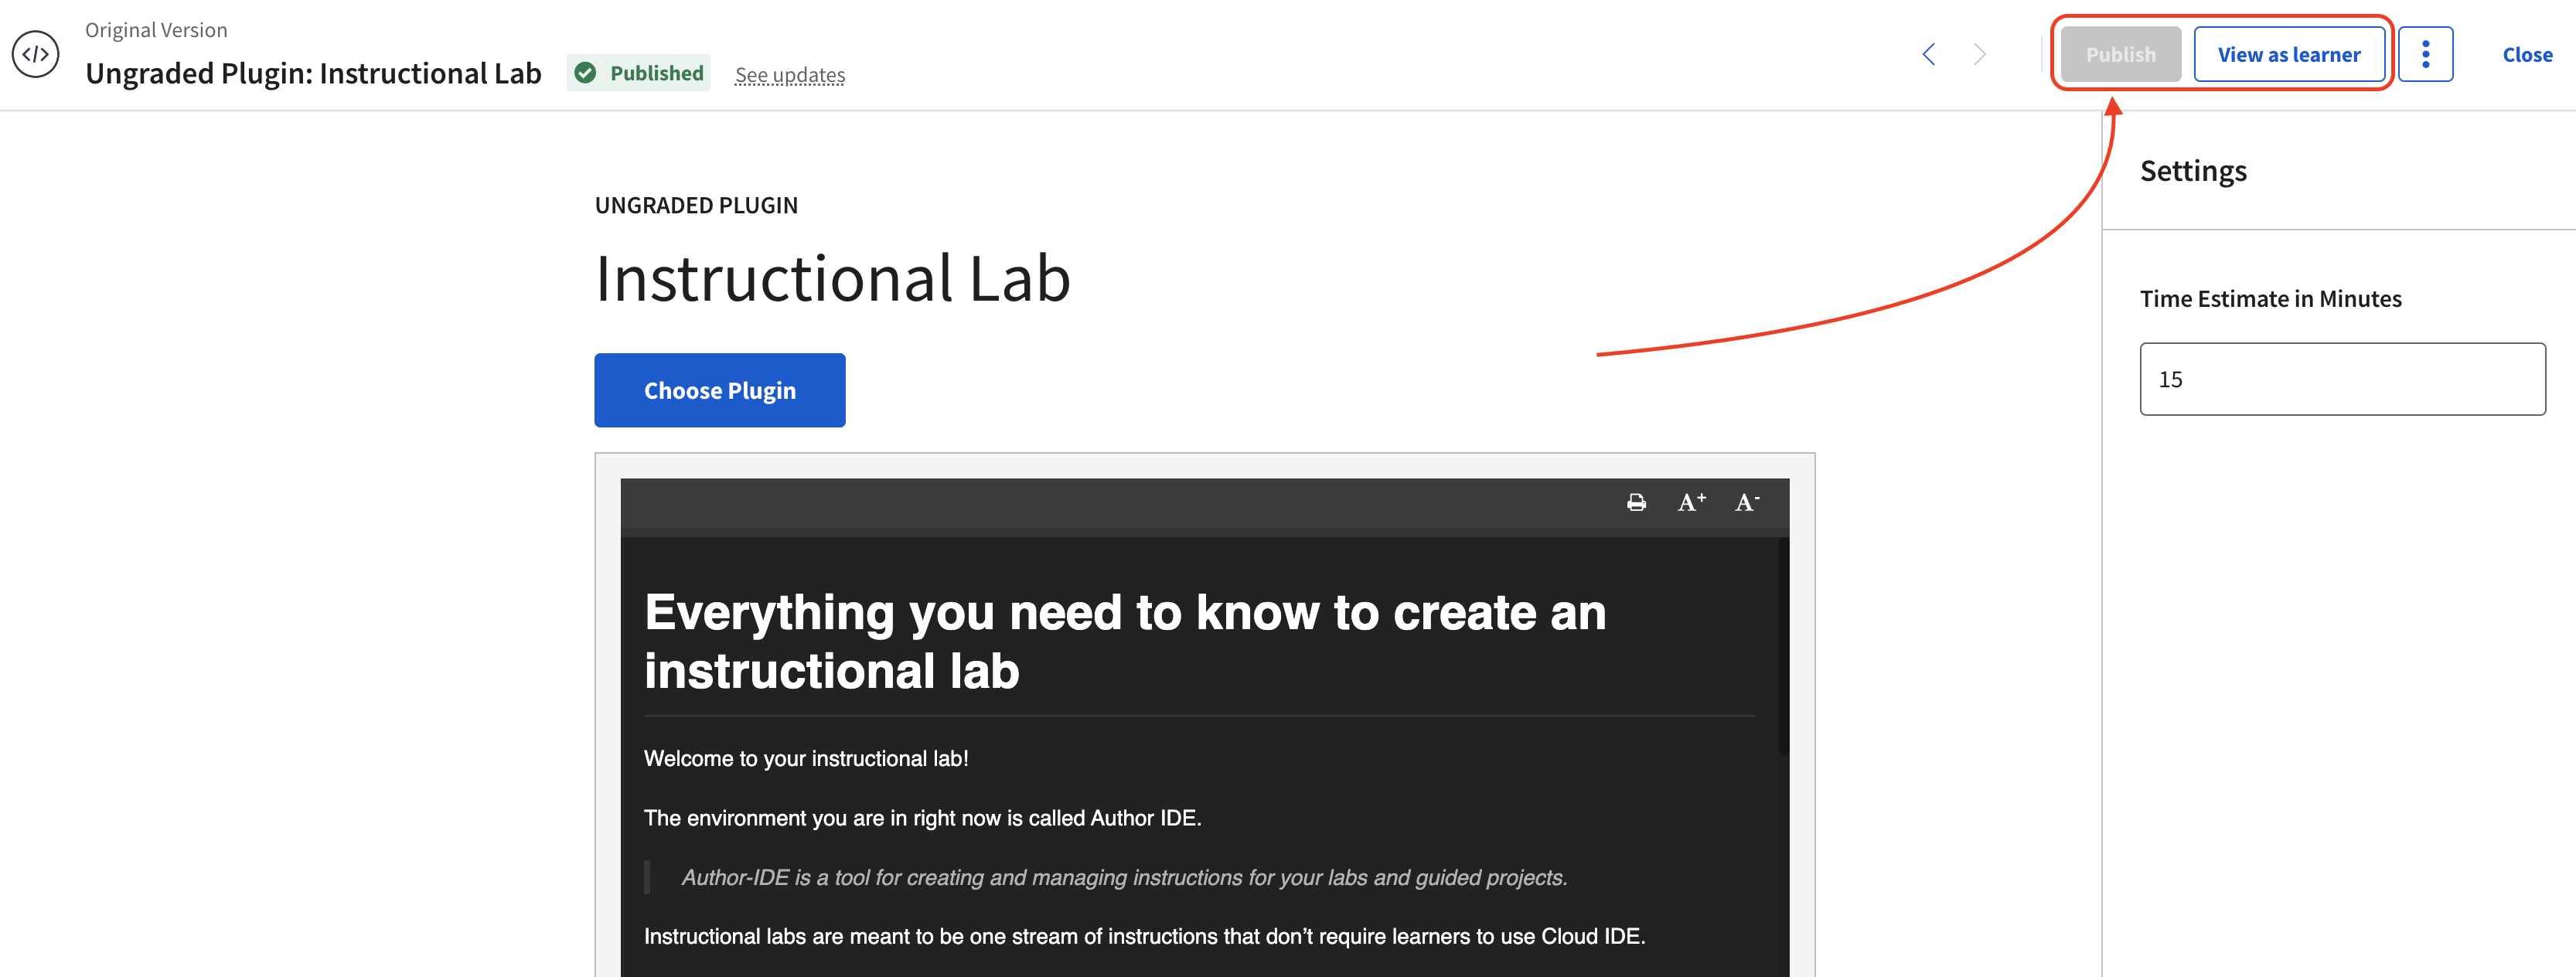 Original Version
Ungraded Plugin: Instructional Lab
Published
See updates
Publish
View as learner
Close
UNGRADED PLUGIN
Instructional Lab
Choose Plugin
Settings
Time Estimate in Minutes
15
A+
A-
Everything you need to know to create an
instructional lab
Welcome to your instructional lab!
The environment you are in right now is called Author IDE.
Author-IDE is a tool for creating and managing instructions for your labs and guided projects.
Instructional labs are meant to be one stream of instructions that don’t require learners to use Cloud IDE.